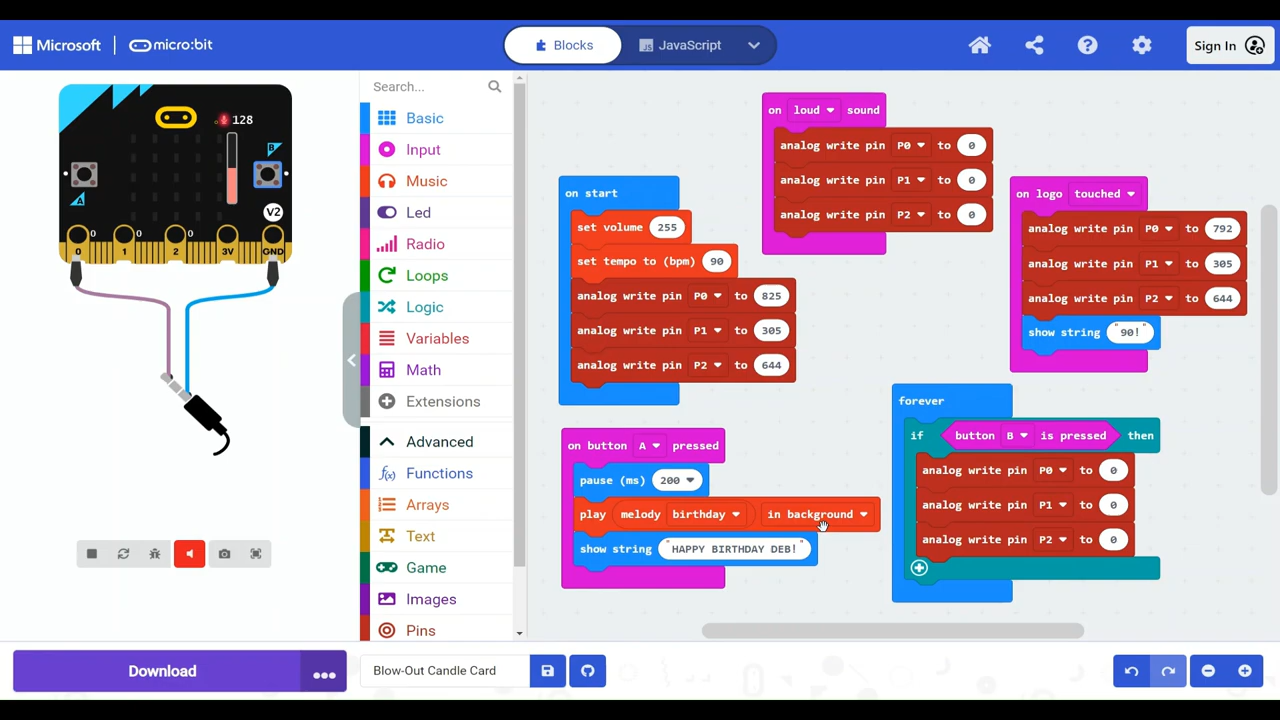 Microsoft
micro:bit
Blocks
JavaScript
Sign In
128
A
B
V2
0
0
0
0
1
2
3V
GND
Search...
Basic
Input
Music
Led
Radio
Loops
Logic
Variables
Math
Extensions
Advanced
Functions
Arrays
Text
Game
Images
Pins
on start
set volume 255
set tempo to (bpm) 90
analog write pin P0 to 825
analog write pin P1 to 305
analog write pin P2 to 644
on loud sound
analog write pin P0 to 0
analog write pin P1 to 0
analog write pin P2 to 0
on logo touched
analog write pin P0 to 792
analog write pin P1 to 305
analog write pin P2 to 644
show string "90!"
on button A pressed
pause (ms) 200
play melody birthday in background
show string "HAPPY BIRTHDAY DEB!"
forever
if button B is pressed then
analog write pin P0 to 0
analog write pin P1 to 0
analog write pin P2 to 0
Download
Blow-Out Candle Card